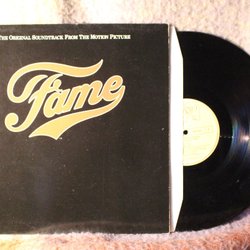 THE ORIGINAL SOUNDTRACK FROM THE MOTION PICTURE
Fame